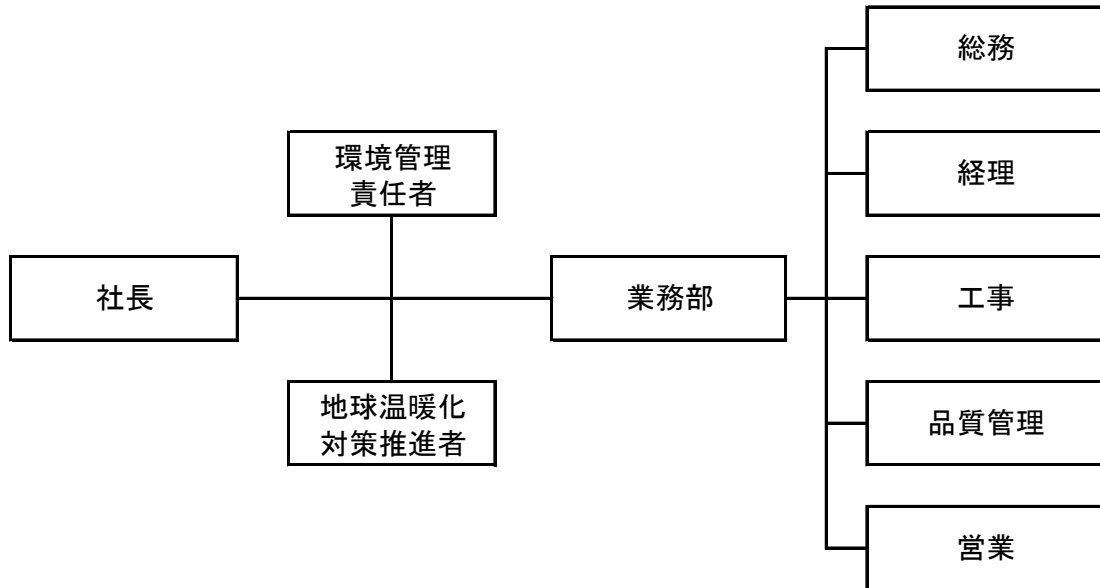 総務
環境管理
責任者
経理
社長
業務部
工事
地球温暖化
対策推進者
品質管理
営業